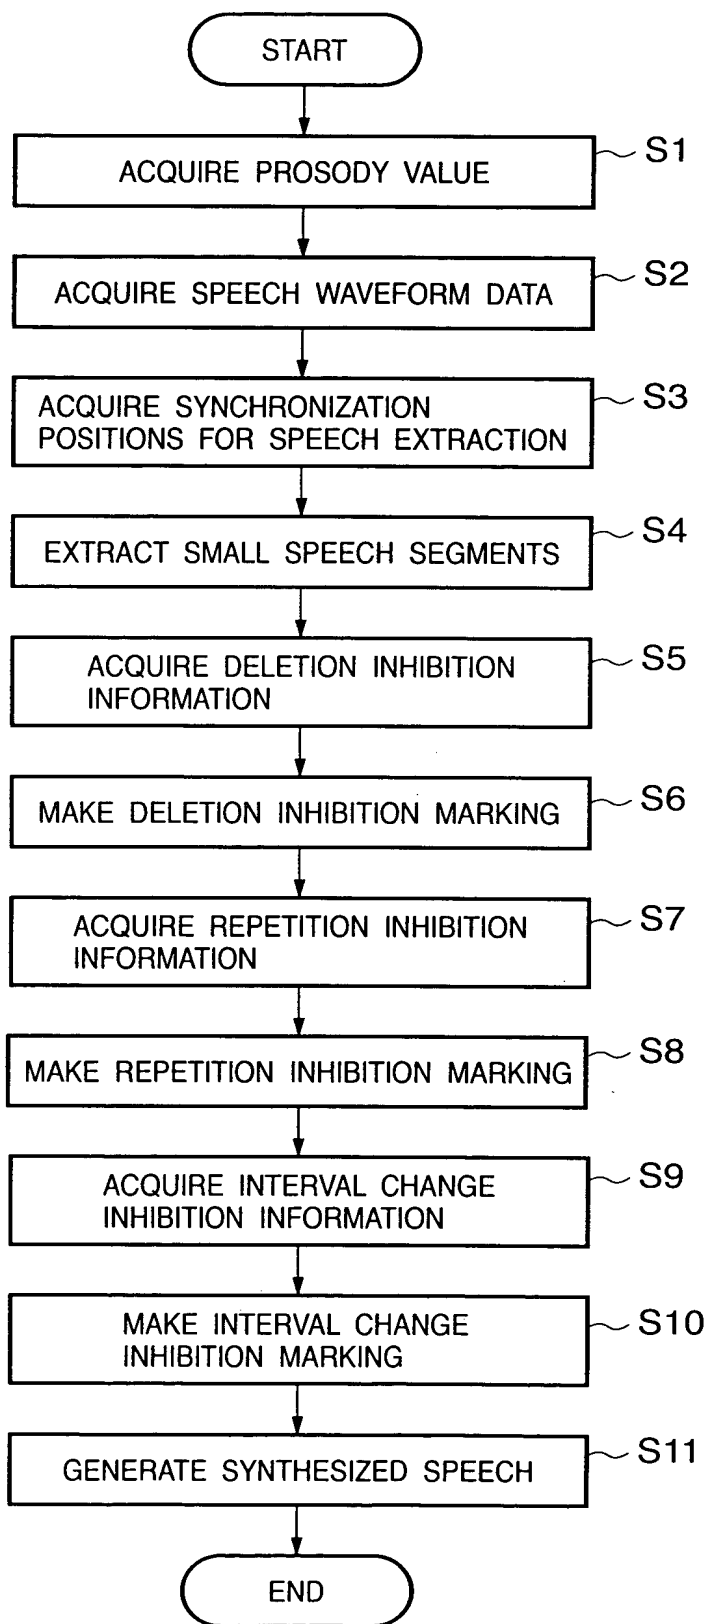 START
ACQUIRE PROSODY VALUE
S1
ACQUIRE SPEECH WAVEFORM DATA
S2
ACQUIRE SYNCHRONIZATION
POSITIONS FOR SPEECH EXTRACTION
S3
EXTRACT SMALL SPEECH SEGMENTS
S4
ACQUIRE DELETION INHIBITION
INFORMATION
S5
MAKE DELETION INHIBITION MARKING
S6
ACQUIRE REPETITION INHIBITION
INFORMATION
S7
MAKE REPETITION INHIBITION MARKING
S8
ACQUIRE INTERVAL CHANGE
INHIBITION INFORMATION
S9
MAKE INTERVAL CHANGE
INHIBITION MARKING
S10
GENERATE SYNTHESIZED SPEECH
S11
END